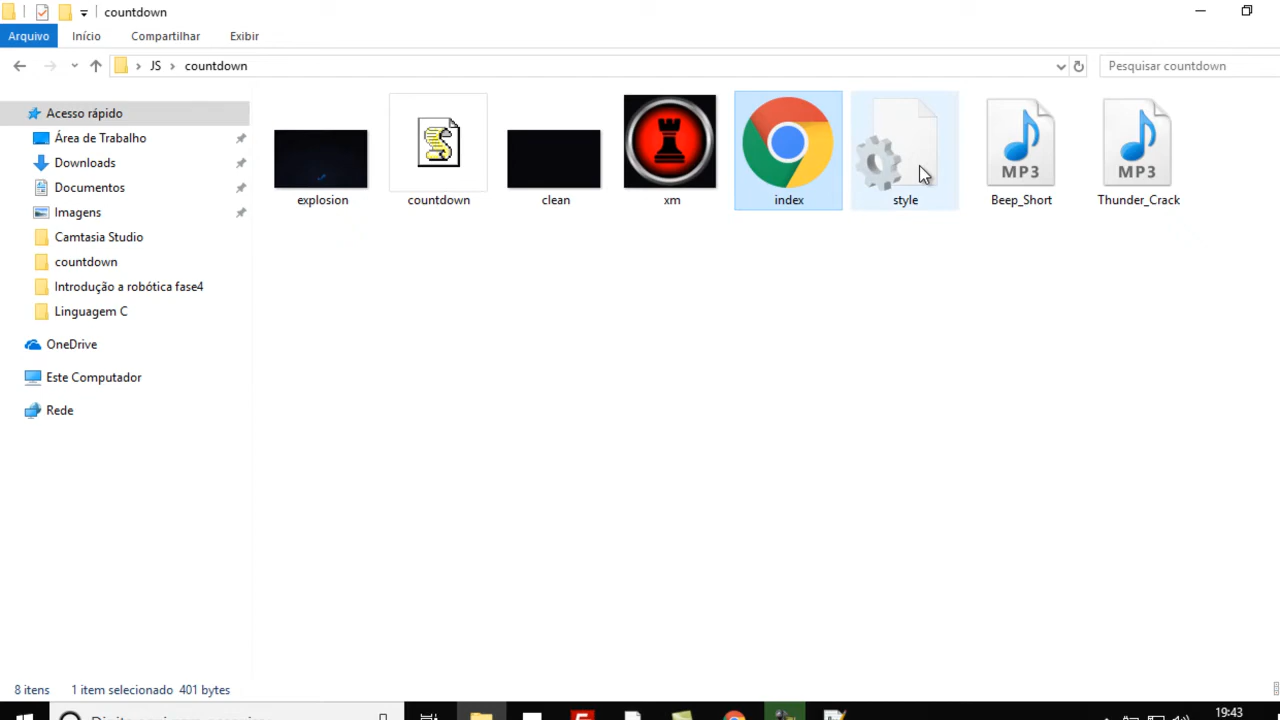 countdown
Arquivo Início Compartilhar Exibir
JS countdown Pesquisar countdown
Acesso rápido
Área de Trabalho
Downloads
Documentos
Imagens
Camtasia Studio
countdown
Introdução a robótica fase4
Linguagem C
OneDrive
Este Computador
Rede
MP3 MP3
explosion countdown clean xm index style Beep_Short Thunder_Crack
8 itens 1 item selecionado 401 bytes
19:43